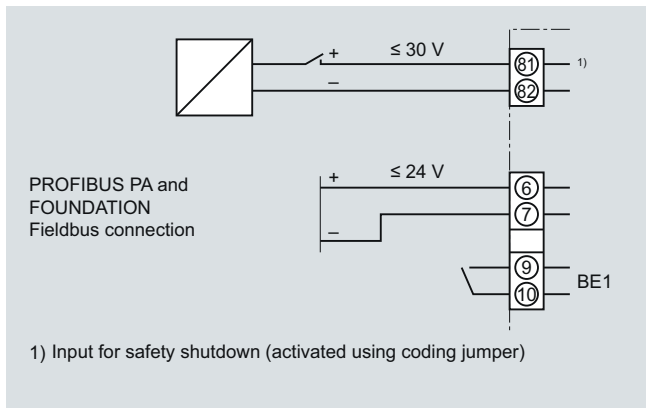 + ≤ 30 V
81 1)
– 82
PROFIBUS PA and
FOUNDATION
Fieldbus connection
+ ≤ 24 V
6
7
–
9
BE1
10
1) Input for safety shutdown (activated using coding jumper)